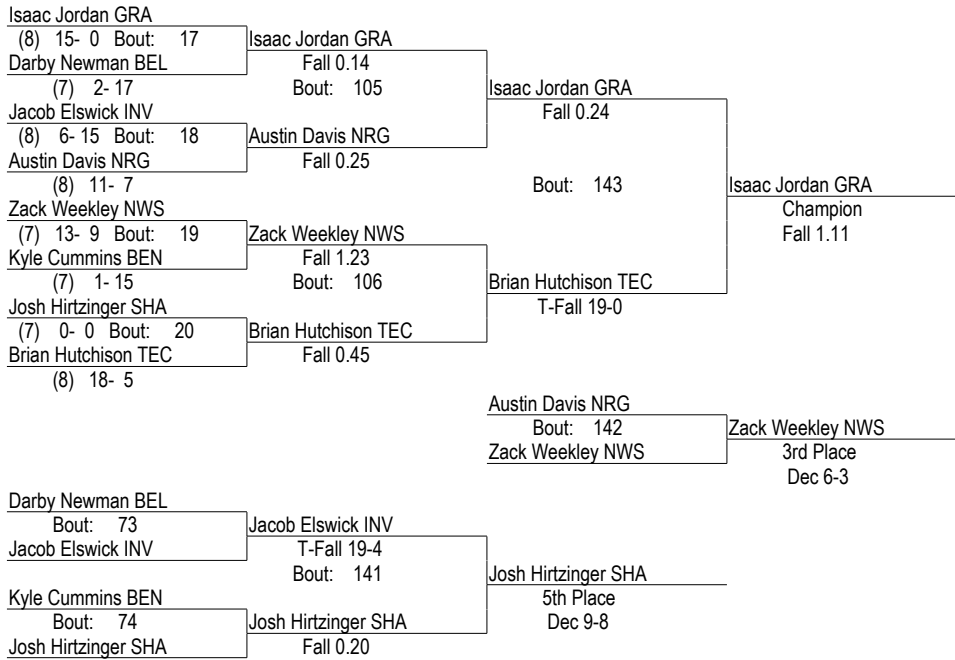 Isaac Jordan GRA
(8) 15- 0 Bout: 17 Isaac Jordan GRA
Darby Newman BEL Fall 0.14
(7) 2- 17 Bout: 105 Isaac Jordan GRA
Jacob Elswick INV Fall 0.24
(8) 6- 15 Bout: 18 Austin Davis NRG
Austin Davis NRG Fall 0.25
(8) 11- 7 Bout: 143 Isaac Jordan GRA
Zack Weekley NWS Champion
(7) 13- 9 Bout: 19 Zack Weekley NWS Fall 1.11
Kyle Cummins BEN Fall 1.23
(7) 1- 15 Bout: 106 Brian Hutchison TEC
Josh Hirtzinger SHA T-Fall 19-0
(7) 0- 0 Bout: 20 Brian Hutchison TEC
Brian Hutchison TEC Fall 0.45
(8) 18- 5
Austin Davis NRG
Bout: 142 Zack Weekley NWS
Zack Weekley NWS 3rd Place
Dec 6-3
Darby Newman BEL
Bout: 73 Jacob Elswick INV
Jacob Elswick INV T-Fall 19-4
Bout: 141 Josh Hirtzinger SHA
Kyle Cummins BEN 5th Place
Bout: 74 Josh Hirtzinger SHA Dec 9-8
Josh Hirtzinger SHA Fall 0.20